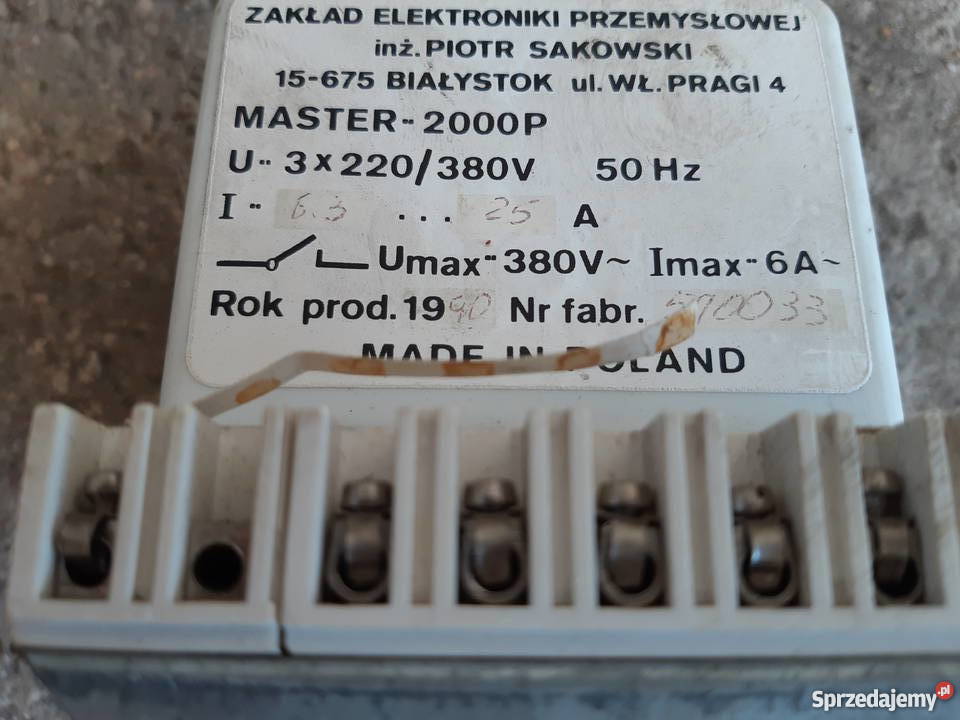 ZAKŁAD ELEKTRONIKI PRZEMYSŁOWEJ
inż. PIOTR SAKOWSKI
15-675 BIAŁYSTOK ul. WŁ. PRAGI 4
MASTER-2000P
U- 3x220/380V 50 Hz
I- 6.3 ... 25 A
Umax-380V~ Imax-6A~
Rok prod. 1990 Nr fabr.
MADE IN POLAND
Sprzedajemy.pl